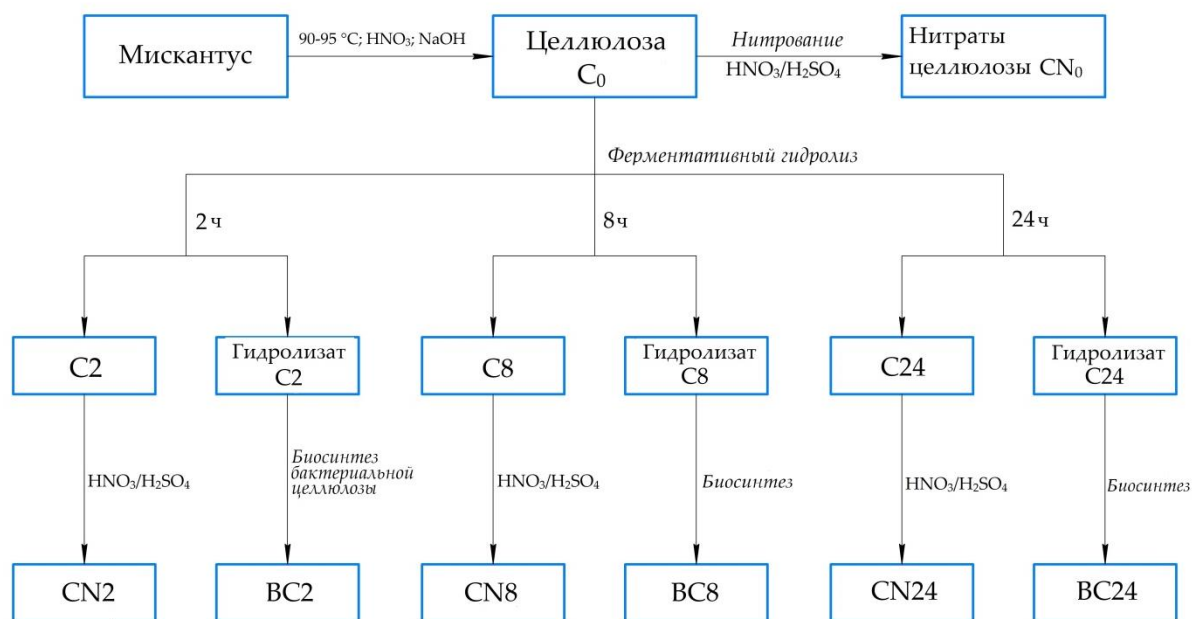 Мискантус
90-95 °C; HNO₃; NaOH
Целлюлоза
C₀
Нитрование
HNO₃/H₂SO₄
Нитраты
целлюлозы CN₀
Ферментативный гидролиз
2 ч
8 ч
24 ч
C2
Гидролизат
C2
C8
Гидролизат
C8
C24
Гидролизат
C24
HNO₃/H₂SO₄
Биосинтез
бактериальной
целлюлозы
HNO₃/H₂SO₄
Биосинтез
HNO₃/H₂SO₄
Биосинтез
CN2
BC2
CN8
BC8
CN24
BC24